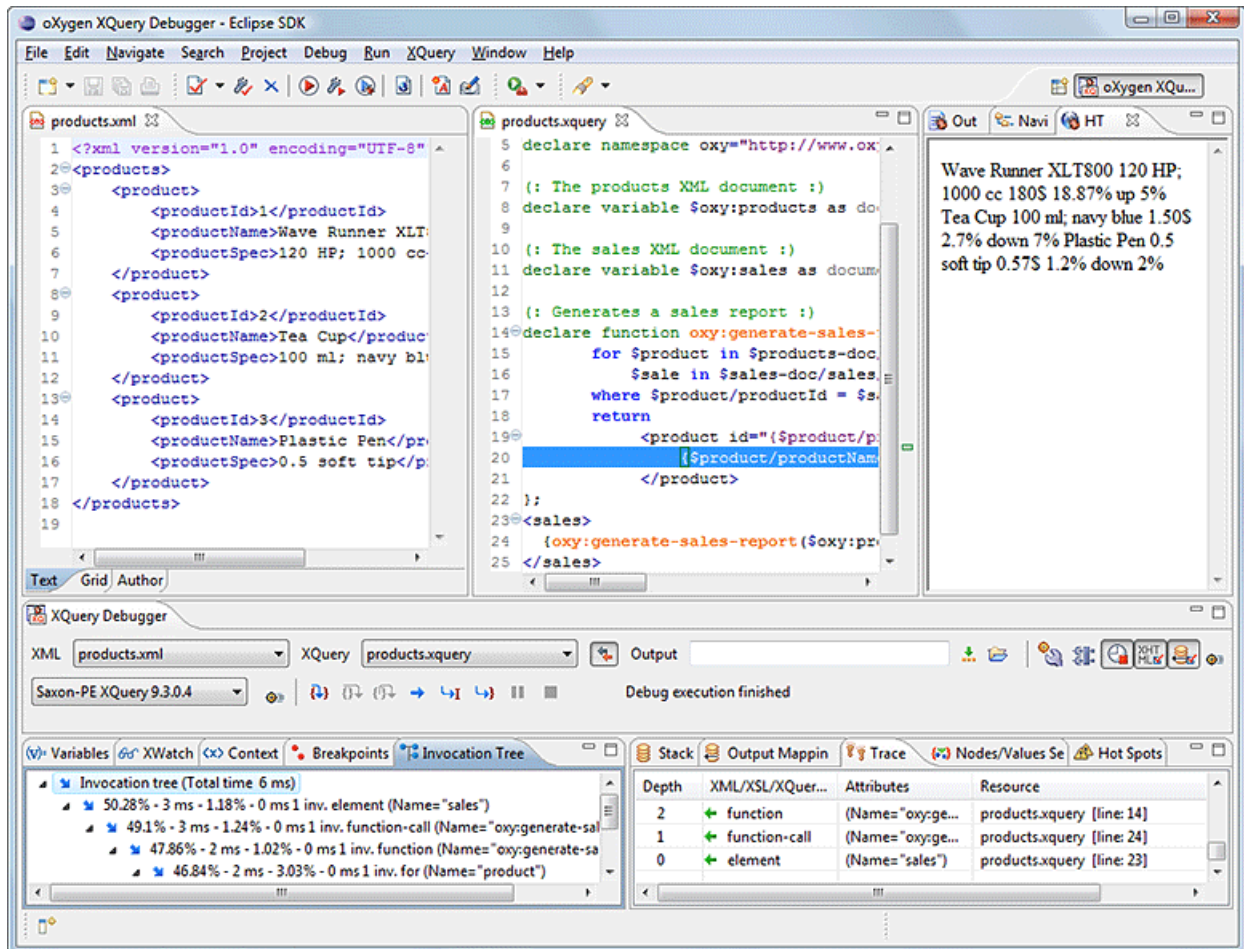 oXygen XQuery Debugger - Eclipse SDK
File Edit Navigate Search Project Debug Run XQuery Window Help
oXygen XQu...
products.xml
1 <?xml version="1.0" encoding="UTF-8"
2 <products>
3 <product>
4 <productId>1</productId>
5 <productName>Wave Runner XLT
6 <productSpec>120 HP; 1000 cc
7 </product>
8 <product>
9 <productId>2</productId>
10 <productName>Tea Cup</produc
11 <productSpec>100 ml; navy bl
12 </product>
13 <product>
14 <productId>3</productId>
15 <productName>Plastic Pen</pr
16 <productSpec>0.5 soft tip</p
17 </product>
18 </products>
19
Text Grid Author
products.xquery
5 declare namespace oxy="http://www.ox
6
7 (: The products XML document :)
8 declare variable $oxy:products as do
9
10 (: The sales XML document :)
11 declare variable $oxy:sales as docum
12
13 (: Generates a sales report :)
14 declare function oxy:generate-sales-
15 for $product in $products-doc
16 $sale in $sales-doc/sales
17 where $product/productId = $s
18 return
19 <product id="{$product/p
20 {$product/productNam
21 </product>
22 };
23 <sales>
24 {oxy:generate-sales-report($oxy:pr
25 </sales>
Out Navi HT
Wave Runner XLT800 120 HP;
1000 cc 180$ 18.87% up 5%
Tea Cup 100 ml; navy blue 1.50$
2.7% down 7% Plastic Pen 0.5
soft tip 0.57$ 1.2% down 2%
XQuery Debugger
XML products.xml XQuery products.xquery Output
Saxon-PE XQuery 9.3.0.4 Debug execution finished
Variables XWatch Context Breakpoints Invocation Tree
Invocation tree (Total time 6 ms)
50.28% - 3 ms - 1.18% - 0 ms 1 inv. element (Name="sales")
49.1% - 3 ms - 1.24% - 0 ms 1 inv. function-call (Name="oxy:generate-sal
47.86% - 2 ms - 1.02% - 0 ms 1 inv. function (Name="oxy:generate-sa
46.84% - 2 ms - 3.03% - 0 ms 1 inv. for (Name="product")
Stack Output Mappin Trace Nodes/Values Se Hot Spots
Depth XML/XSL/XQuer... Attributes Resource
2 function (Name="oxy:ge... products.xquery [line: 14]
1 function-call (Name="oxy:ge... products.xquery [line: 24]
0 element (Name="sales") products.xquery [line: 23]